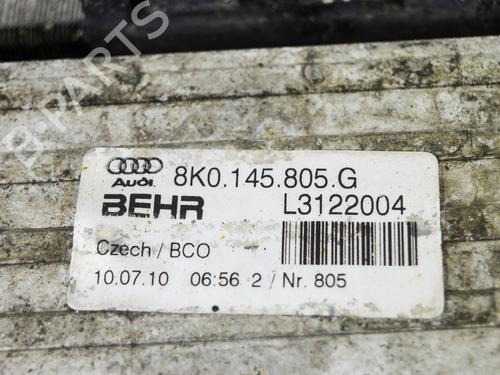 B-PARTS
Audi 8K0.145.805.G
BEHR L3122004
Czech / BCO
10.07.10 06:56 2 / Nr. 805